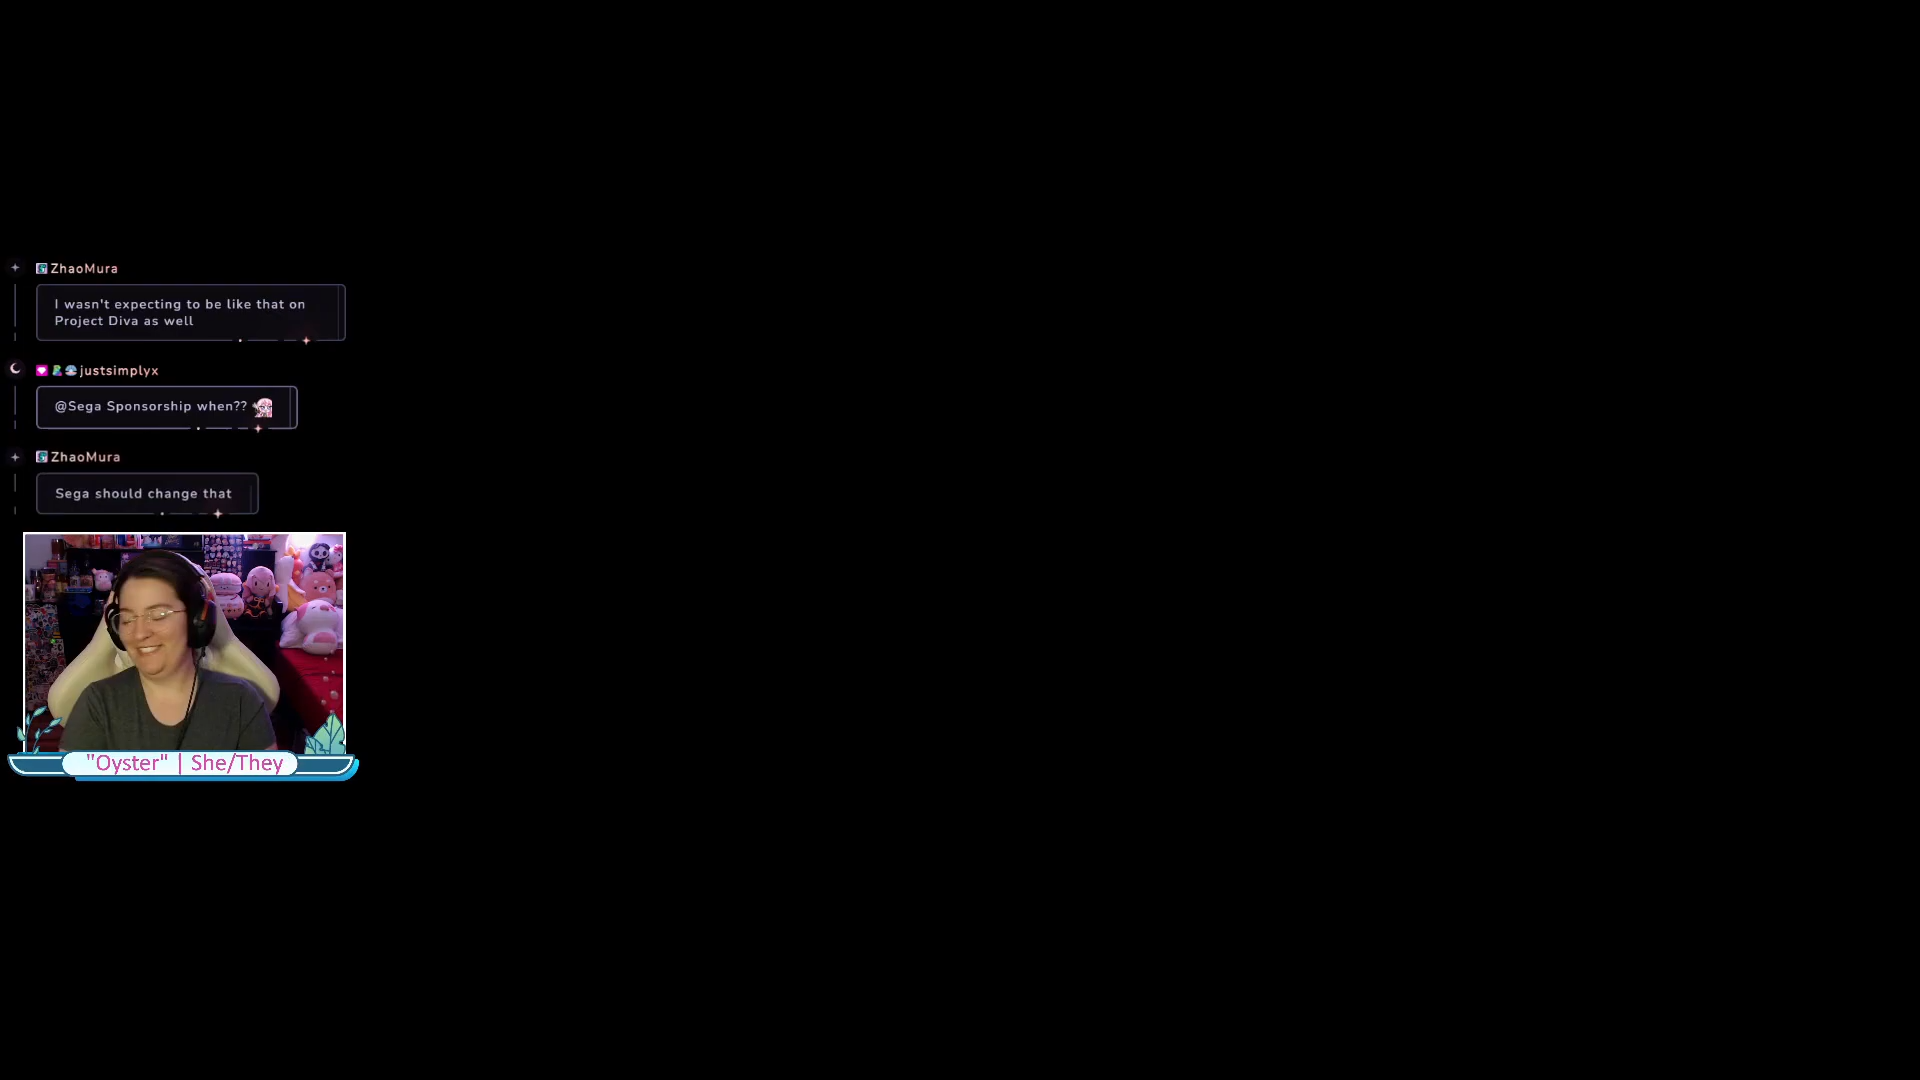 ZhaoMura
I wasn't expecting to be like that on
Project Diva as well
justsimplyx
@Sega Sponsorship when??
ZhaoMura
Sega should change that
"Oyster" | She/They